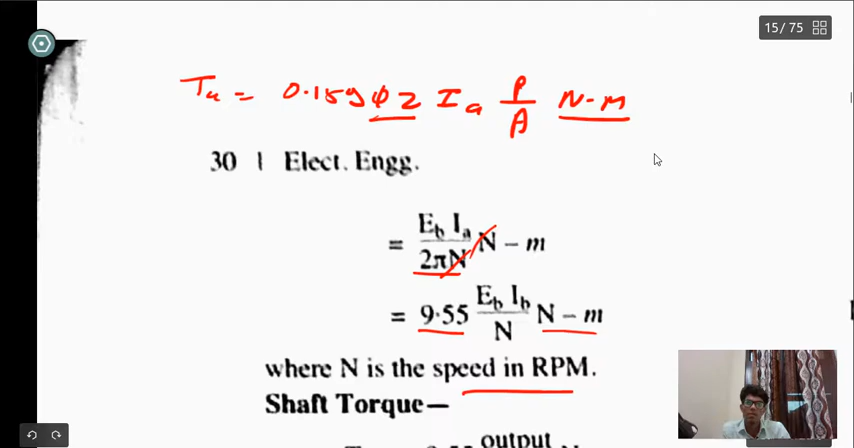 15 / 75
Ta = 0.159 φ Z Ia P/A N-m
30 | Elect. Engg.
= Eb Ia / 2πN N – m
= 9·55 Eb Ib / N N – m
where N is the speed in RPM.
Shaft Torque—
output